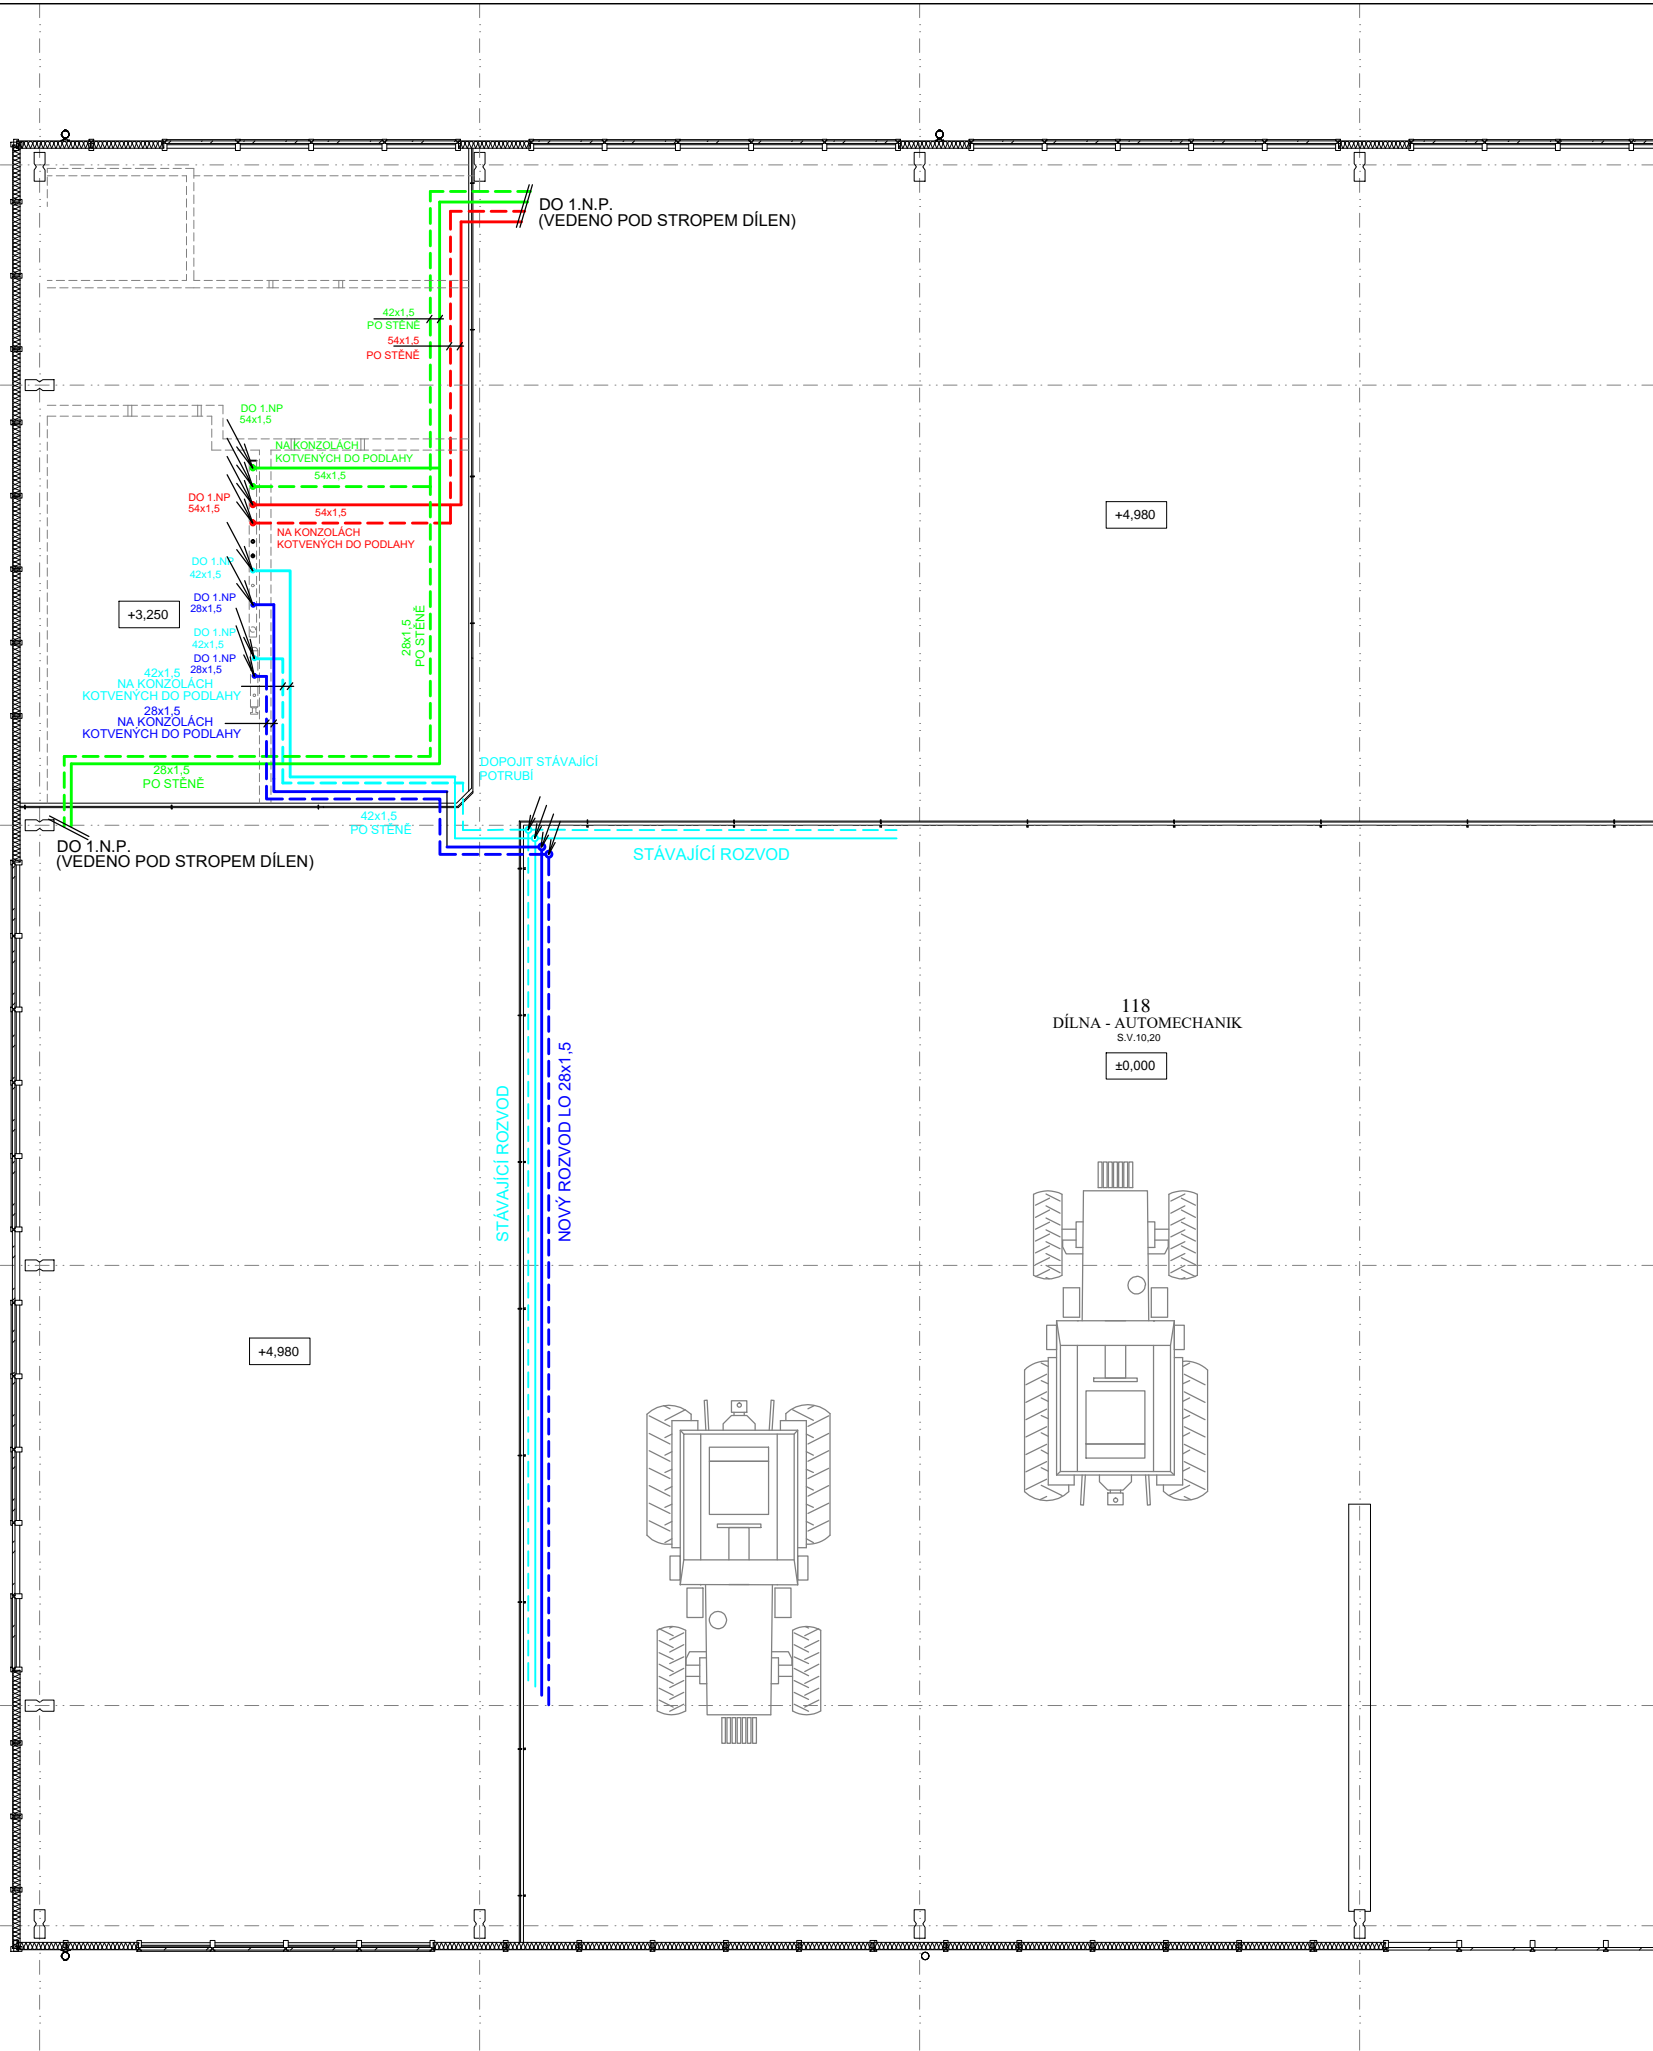 DO 1.N.P.
(VEDENO POD STROPEM DÍLEN)
42x1,5
PO STĚNĚ
54x1,5
PO STĚNĚ
DO 1.NP
54x1,5
NA KONZOLÁCH
KOTVENÝCH DO PODLAHY
54x1,5
DO 1.NP
54x1,5
54x1,5
NA KONZOLÁCH
KOTVENÝCH DO PODLAHY
+4,980
DO 1.NP
42x1,5
DO 1.NP
28x1,5
+3,250
DO 1.NP
42x1,5
DO 1.NP
28x1,5
28x1,5
PO STĚNĚ
42x1,5
NA KONZOLÁCH
KOTVENÝCH DO PODLAHY
28x1,5
NA KONZOLÁCH
KOTVENÝCH DO PODLAHY
28x1,5
PO STĚNĚ
DOPOJIT STÁVAJÍCÍ
POTRUBÍ
42x1,5
PO STĚNĚ
DO 1.N.P.
(VEDENO POD STROPEM DÍLEN)
STÁVAJÍCÍ ROZVOD
118
DÍLNA - AUTOMECHANIK
S.V.10,20
±0,000
STÁVAJÍCÍ ROZVOD
NOVÝ ROZVOD LO 28x1,5
+4,980